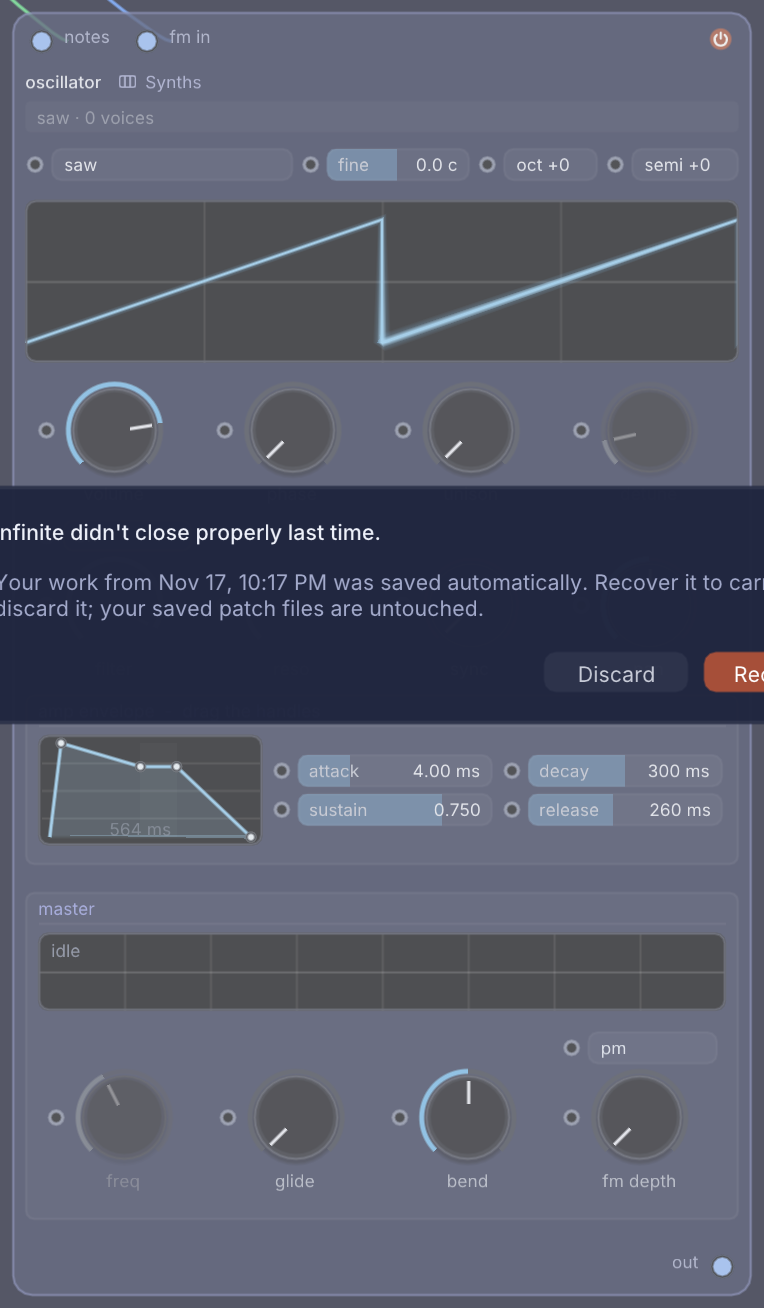 notes fm in
oscillator Synths
saw · 0 voices
saw fine 0.0 c oct +0 semi +0
nfinite didn't close properly last time.
Your work from Nov 17, 10:17 PM was saved automatically. Recover it to
discard it; your saved patch files are untouched.
Discard
564 ms
attack 4.00 ms decay 300 ms
sustain 0.750 release 260 ms
master
idle
pm
freq glide bend fm depth
out